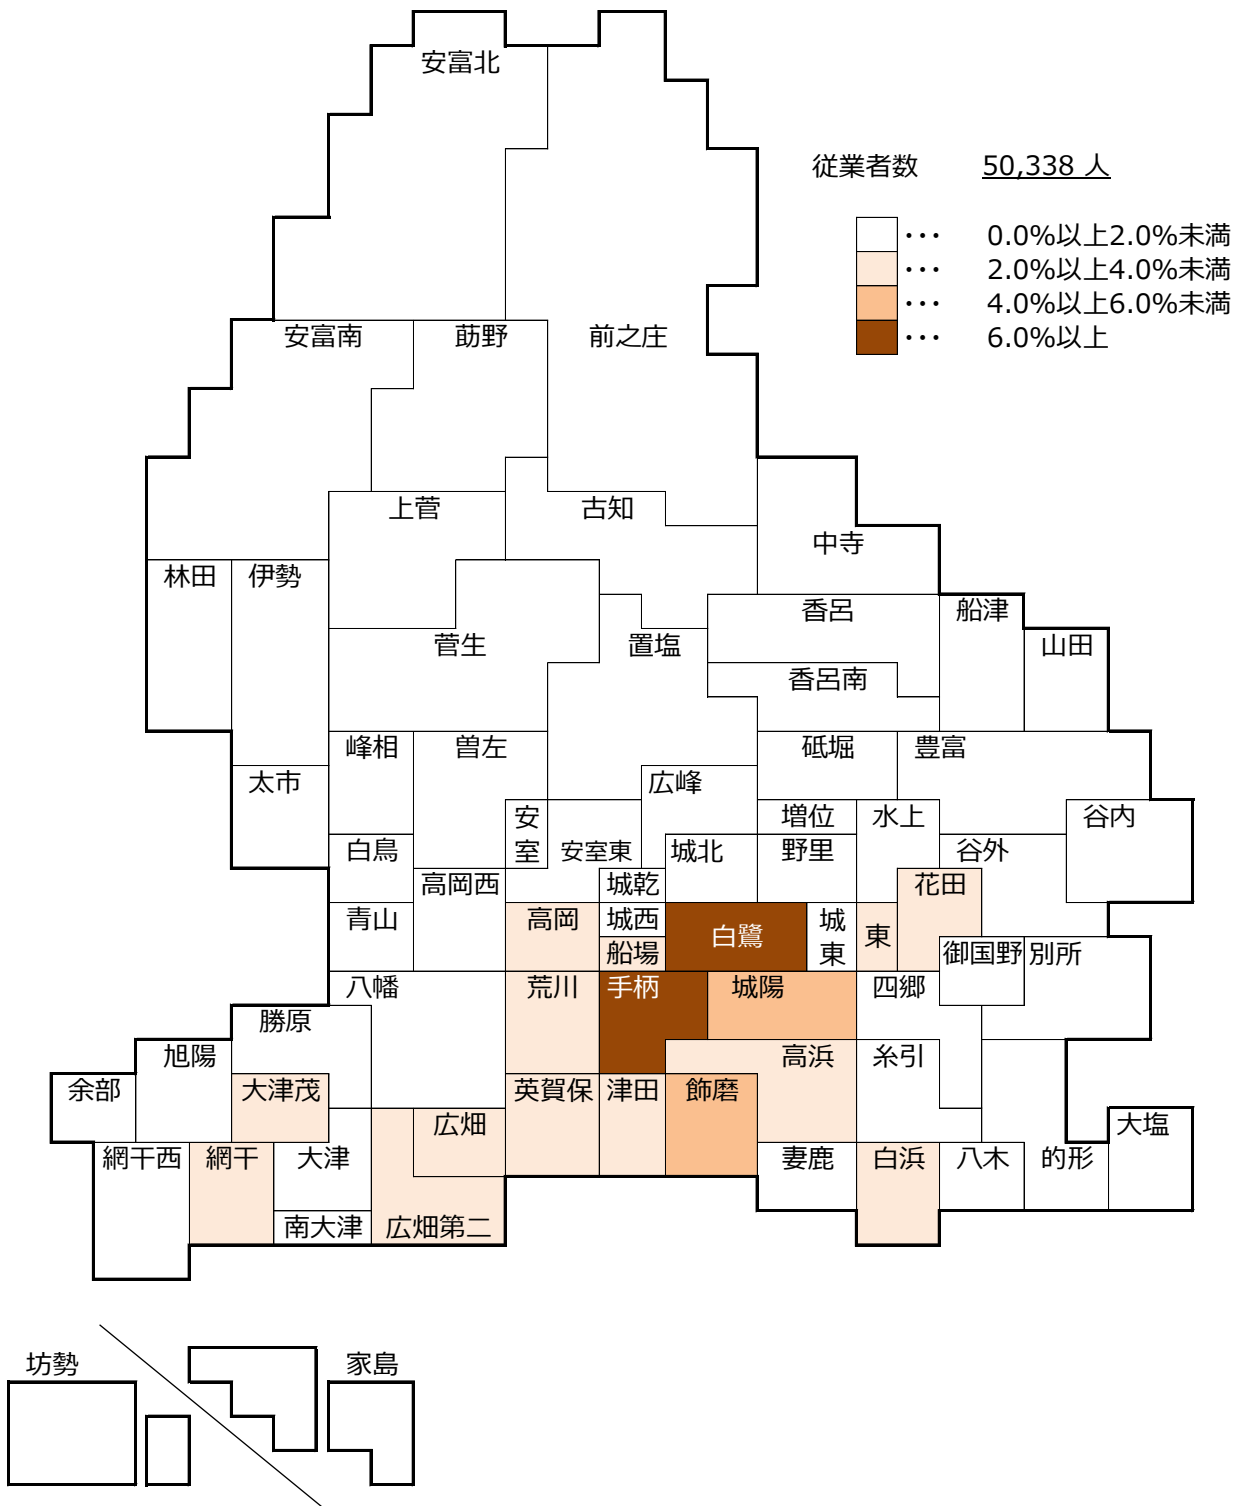 安富北
従業者数 50,338 人
･･･ 0.0%以上2.0%未満
･･･ 2.0%以上4.0%未満
･･･ 4.0%以上6.0%未満
･･･ 6.0%以上
安富南 莇野 前之庄
上菅 古知
中寺
林田 伊勢
香呂 船津
菅生 置塩 山田
香呂南
峰相 曽左 砥堀 豊富
太市 広峰
安室 増位 水上 谷内
白鳥 安室東 城北 野里 谷外
高岡西 城乾 花田
青山 高岡 城西 白鷺 城東 東
船場 御国野 別所
八幡 荒川 手柄 城陽 四郷
勝原
旭陽 高浜 糸引
余部 大津茂 英賀保 津田 飾磨
広畑 大塩
網干西 網干 大津 妻鹿 白浜 八木 的形
南大津 広畑第二
坊勢 家島